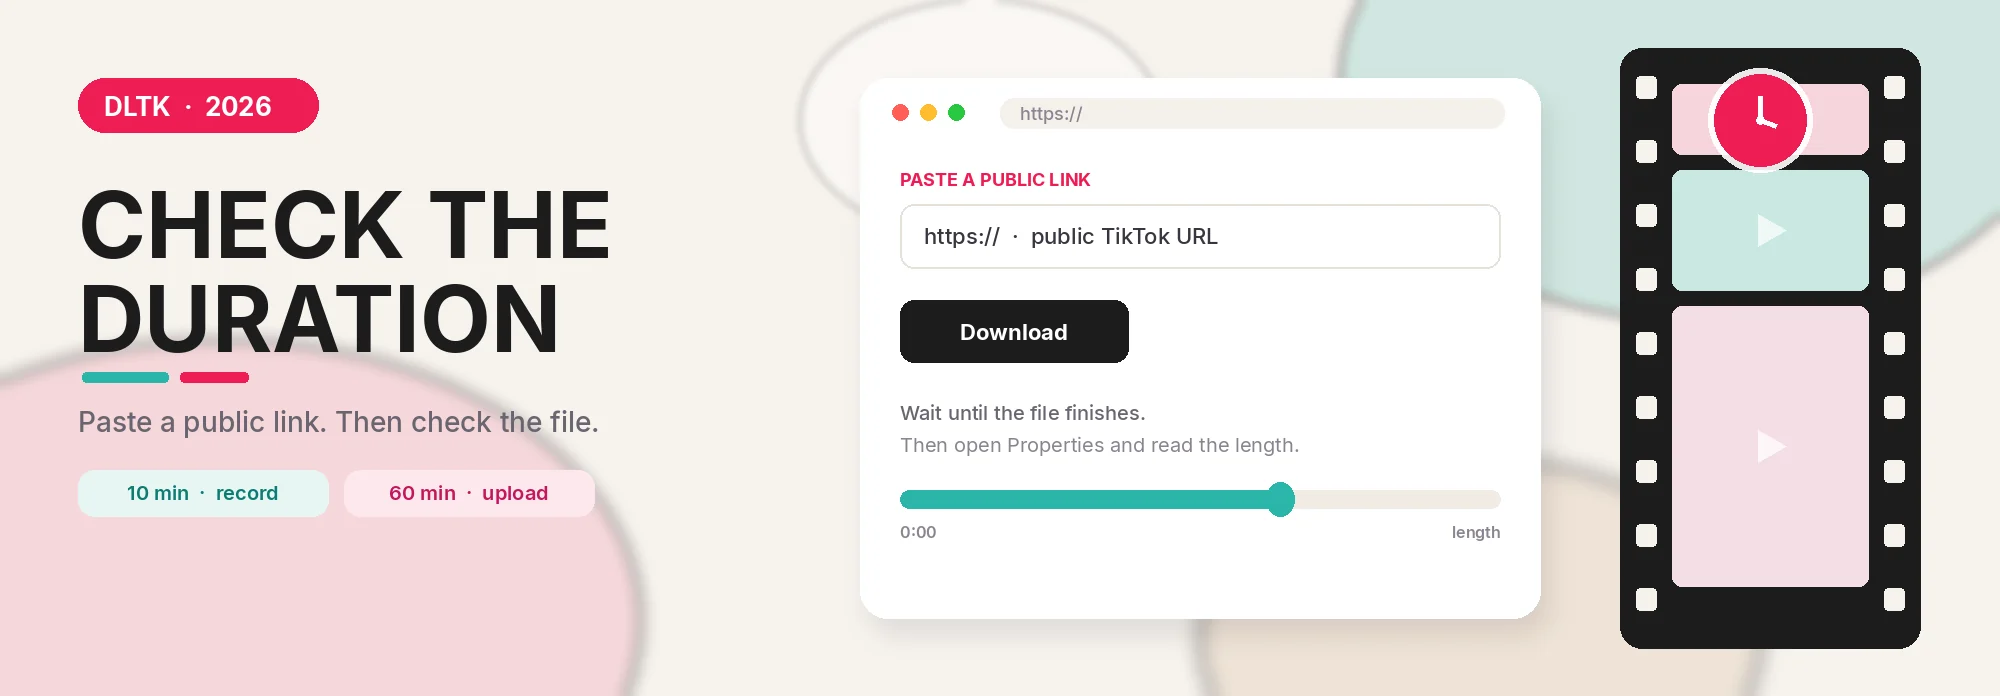 DLTK · 2026
CHECK THE
DURATION
Paste a public link. Then check the file.
10 min · record
60 min · upload
https://
PASTE A PUBLIC LINK
https:// · public TikTok URL
Download
Wait until the file finishes.
Then open Properties and read the length.
0:00
length